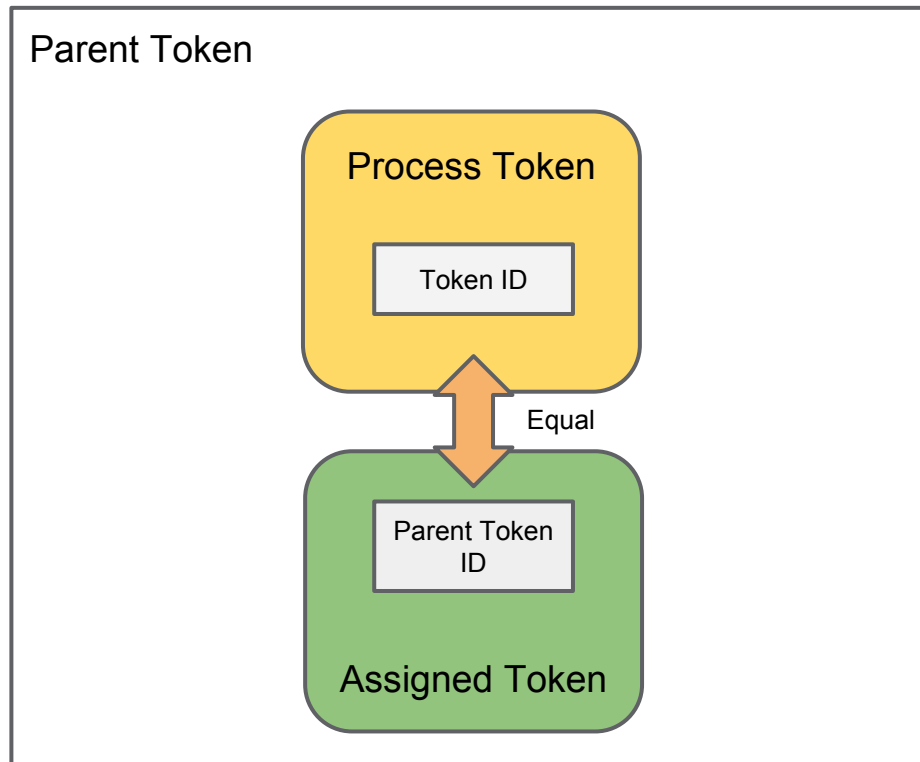 Parent Token
Process Token
Token ID
Equal
Parent Token
ID
Assigned Token